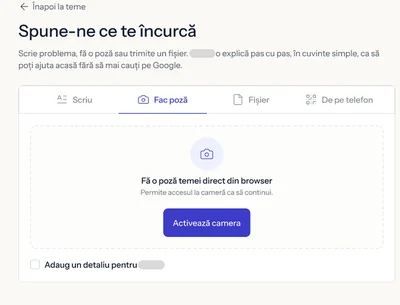 Înapoi la teme
Spune-ne ce te încurcă
Scrie problema, fă o poză sau trimite un fișier. o explică pas cu pas, în cuvinte simple, ca să
poți ajuta acasă fără să mai cauți pe Google.
Scriu Fac poză Fișier De pe telefon
Fă o poză temei direct din browser
Permite accesul la cameră ca să continui.
Activează camera
Adaug un detaliu pentru